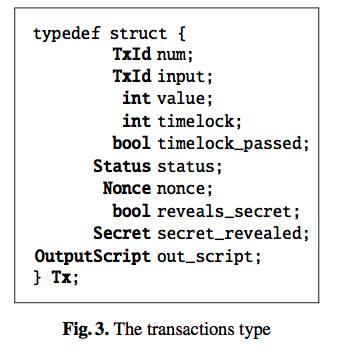 typedef struct {
TxId num;
TxId input;
int value;
int timelock;
bool timelock_passed;
Status status;
Nonce nonce;
bool reveals_secret;
Secret secret_revealed;
OutputScript out_script;
} Tx;
Fig. 3. The transactions type